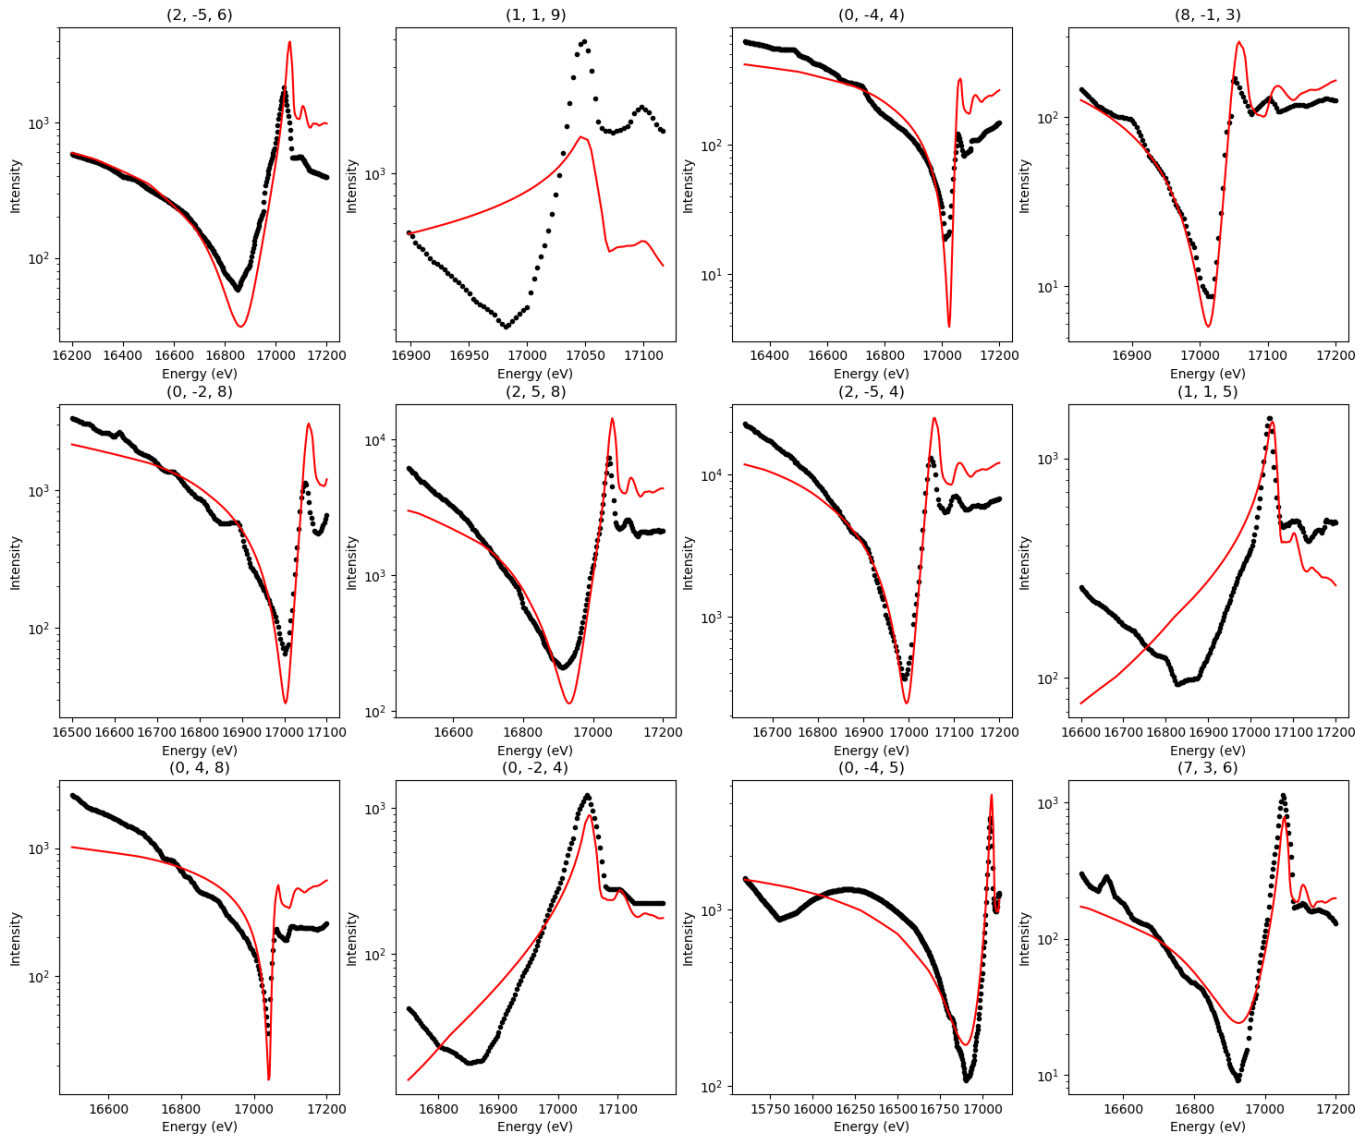 (2, -5, 6)
(1, 1, 9)
(0, -4, 4)
(8, -1, 3)
Intensity
10³
10²
16200 16400 16600 16800 17000 17200
Energy (eV)
Intensity
10³
16900 16950 17000 17050 17100
Energy (eV)
Intensity
10²
10¹
16400 16600 16800 17000 17200
Energy (eV)
Intensity
10²
10¹
16900 17000 17100 17200
Energy (eV)
(0, -2, 8)
(2, 5, 8)
(2, -5, 4)
(1, 1, 5)
Intensity
10³
10²
16500 16600 16700 16800 16900 17000 17100
Energy (eV)
Intensity
10⁴
10³
10²
16600 16800 17000 17200
Energy (eV)
Intensity
10⁴
10³
16700 16800 16900 17000 17100 17200
Energy (eV)
Intensity
10³
10²
16600 16700 16800 16900 17000 17100 17200
Energy (eV)
(0, 4, 8)
(0, -2, 4)
(0, -4, 5)
(7, 3, 6)
Intensity
10³
10²
16600 16800 17000 17200
Energy (eV)
Intensity
10³
10²
16800 16900 17000 17100
Energy (eV)
Intensity
10³
10²
15750 16000 16250 16500 16750 17000
Energy (eV)
Intensity
10³
10²
10¹
16600 16800 17000 17200
Energy (eV)